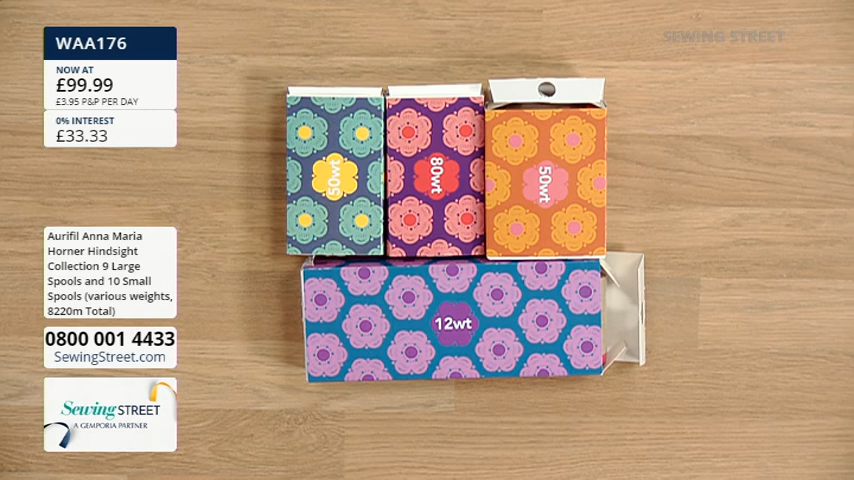 WAA176
NOW AT
£99.99
£3.95 P&P PER DAY
0% INTEREST
£33.33
Aurifil Anna Maria
Horner Hindsight
Collection 9 Large
Spools and 10 Small
Spools (various weights,
8220m Total)
0800 001 4433
SewingStreet.com
Sewing STREET
A GEMPORIA PARTNER
SEWING STREET
50wt
80wt
50wt
12wt